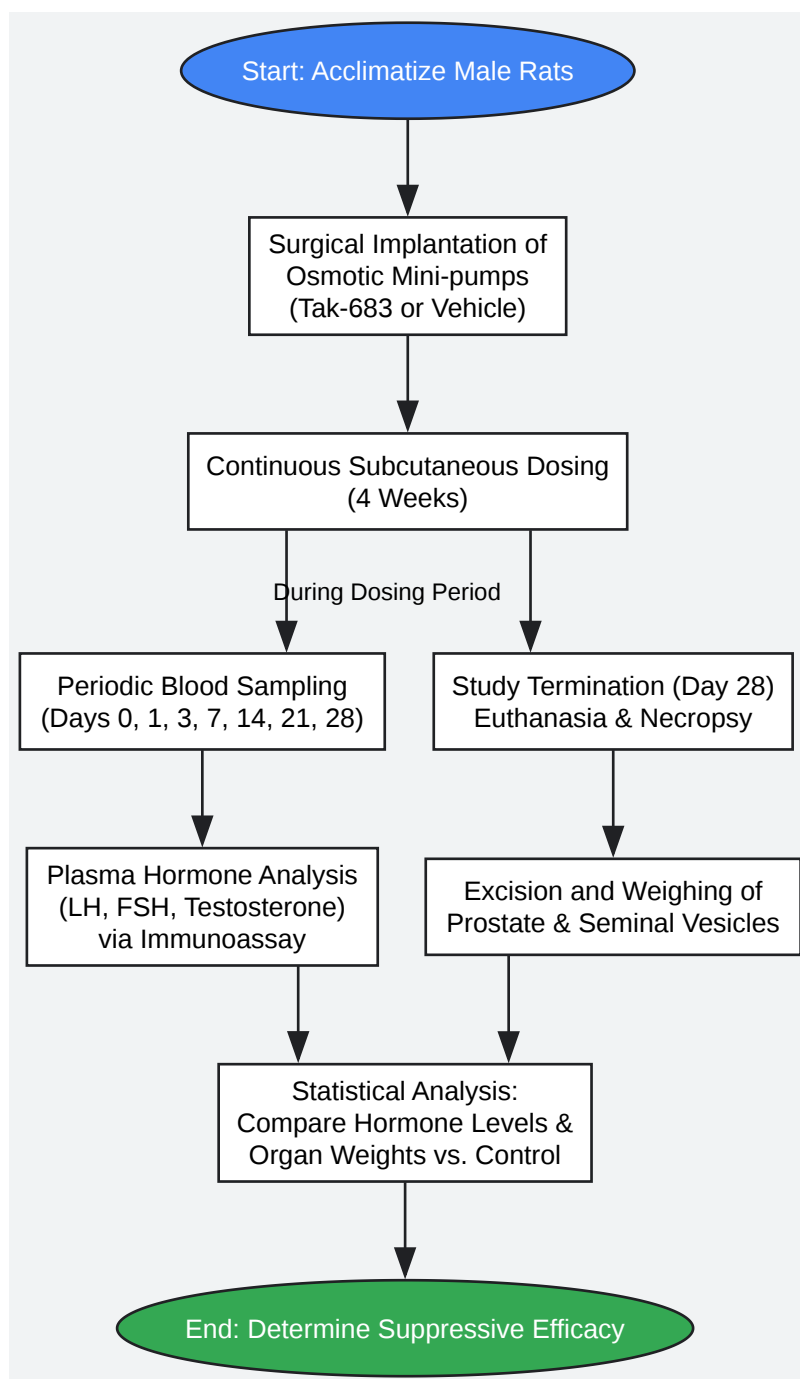 Start: Acclimatize Male Rats
Surgical Implantation of
Osmotic Mini-pumps
(Tak-683 or Vehicle)
Continuous Subcutaneous Dosing
(4 Weeks)
During Dosing Period
Periodic Blood Sampling
(Days 0, 1, 3, 7, 14, 21, 28)
Study Termination (Day 28)
Euthanasia & Necropsy
Plasma Hormone Analysis
(LH, FSH, Testosterone)
via Immunoassay
Excision and Weighing of
Prostate & Seminal Vesicles
Statistical Analysis:
Compare Hormone Levels &
Organ Weights vs. Control
End: Determine Suppressive Efficacy